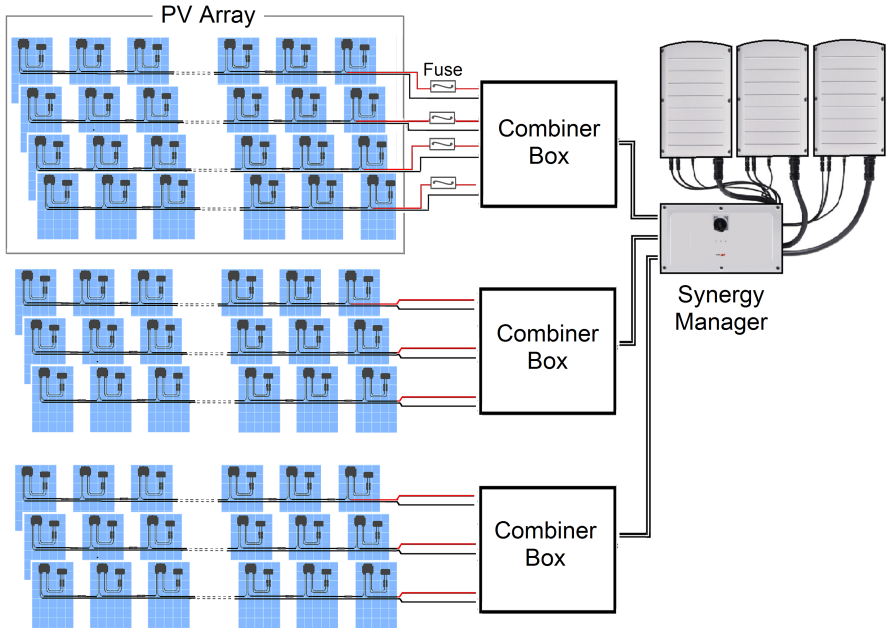 PV Array
Fuse
Combiner
Box
Synergy
Manager
Combiner
Box
Combiner
Box